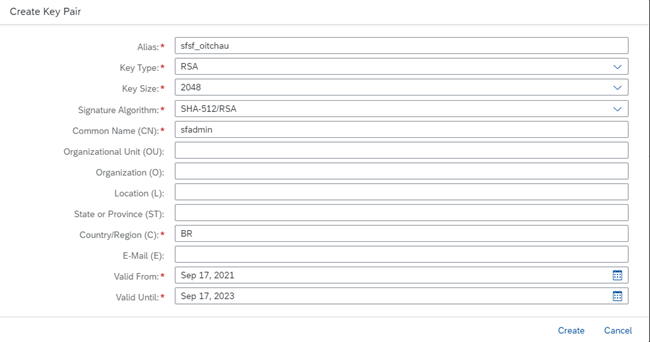 Create Key Pair
Alias:* sfsf_oitchau
Key Type:* RSA
Key Size:* 2048
Signature Algorithm:* SHA-512/RSA
Common Name (CN):* sfadmin
Organizational Unit (OU):
Organization (O):
Location (L):
State or Province (ST):
Country/Region (C):* BR
E-Mail (E):
Valid From:* Sep 17, 2021
Valid Until:* Sep 17, 2023
Create Cancel